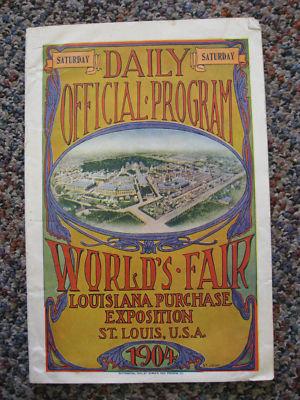 SATURDAY DAILY SATURDAY
OFFICIAL·PROGRAM
WORLD'S·FAIR
LOUISIANA PURCHASE
EXPOSITION
ST. LOUIS, U.S.A.
1904